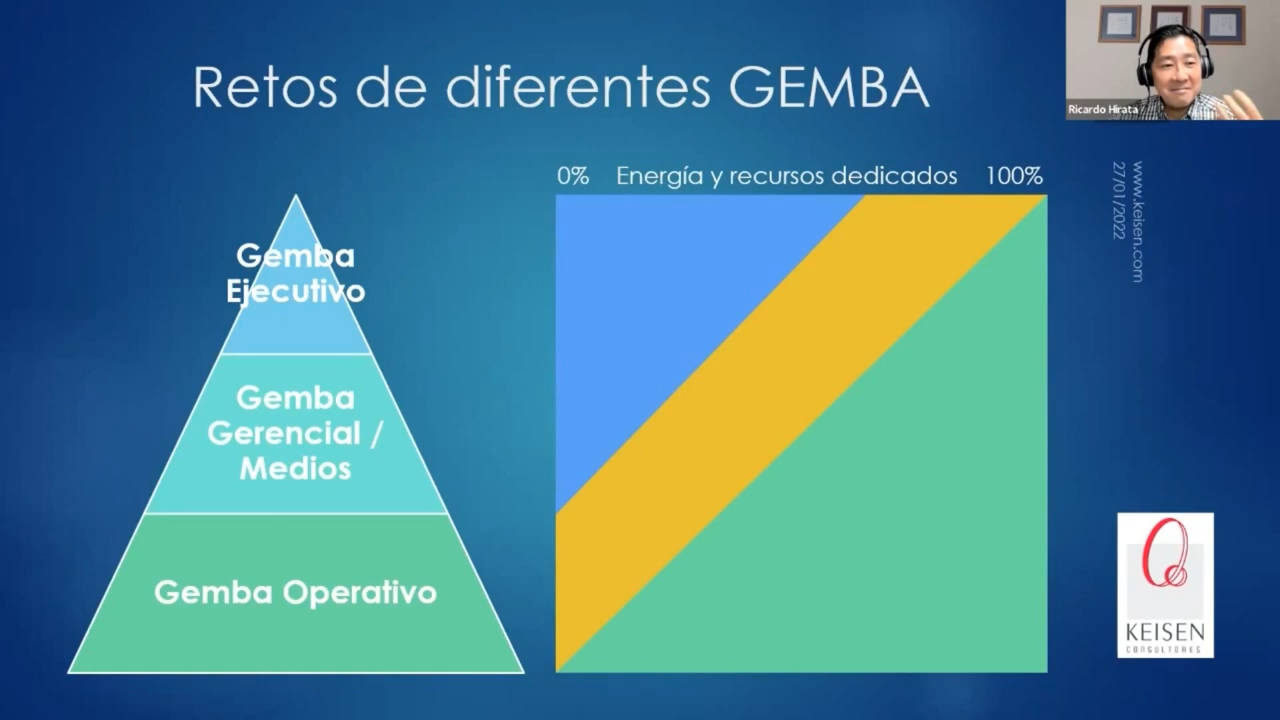 Retos de diferentes GEMBA
Ricardo Hirata
0% Energía y recursos dedicados 100%
www.keisen.com
27/01/2022
Gemba
Ejecutivo
Gemba
Gerencial /
Medios
Gemba Operativo
KEISEN
CONSULTORES